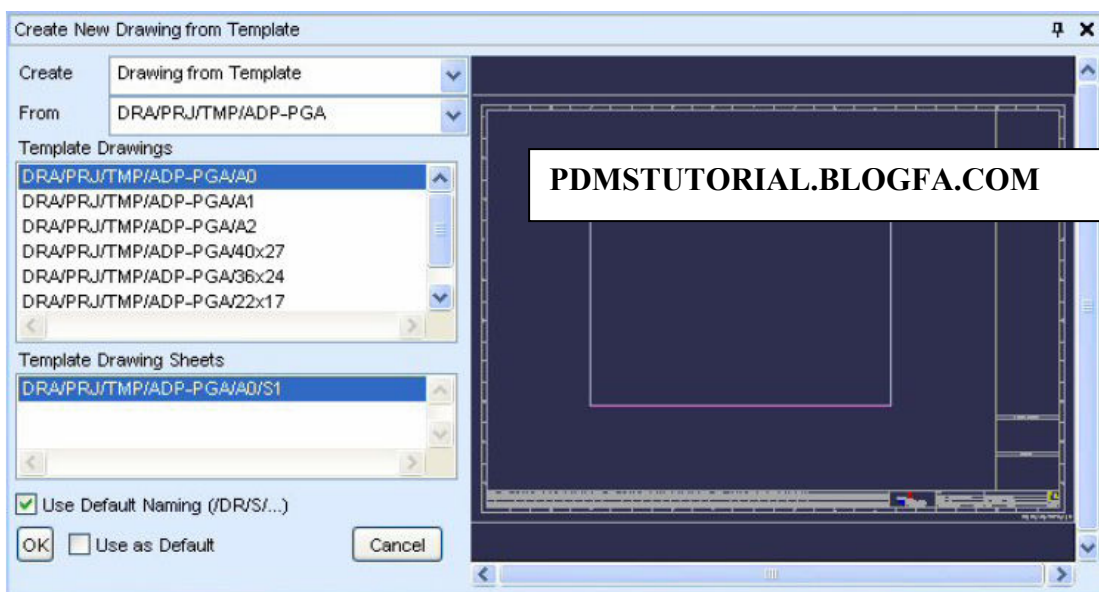 Create New Drawing from Template
Create Drawing from Template
From DRA/PRJ/TMP/ADP-PGA
Template Drawings
DRA/PRJ/TMP/ADP-PGA/A0
DRA/PRJ/TMP/ADP-PGA/A1
DRA/PRJ/TMP/ADP-PGA/A2
DRA/PRJ/TMP/ADP-PGA/40x27
DRA/PRJ/TMP/ADP-PGA/36x24
DRA/PRJ/TMP/ADP-PGA/22x17
Template Drawing Sheets
DRA/PRJ/TMP/ADP-PGA/A0/S1
Use Default Naming (/DR/S/...)
OK Use as Default Cancel
PDMSTUTORIAL.BLOGFA.COM